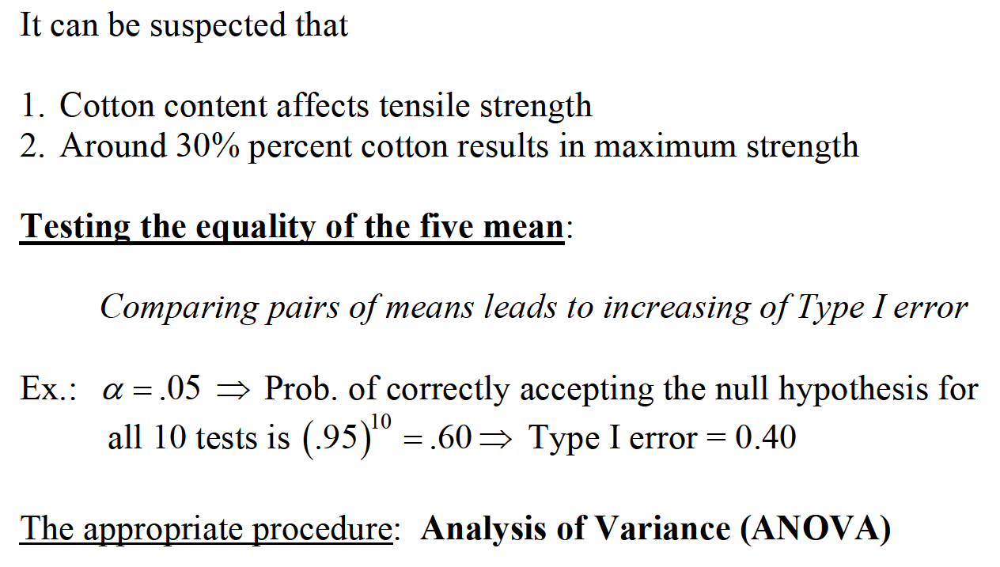 It can be suspected that
1. Cotton content affects tensile strength
2. Around 30% percent cotton results in maximum strength
Testing the equality of the five mean:
Comparing pairs of means leads to increasing of Type I error
Ex.: α = .05 ⇒ Prob. of correctly accepting the null hypothesis for
all 10 tests is (.95)¹⁰ = .60 ⇒ Type I error = 0.40
The appropriate procedure: Analysis of Variance (ANOVA)